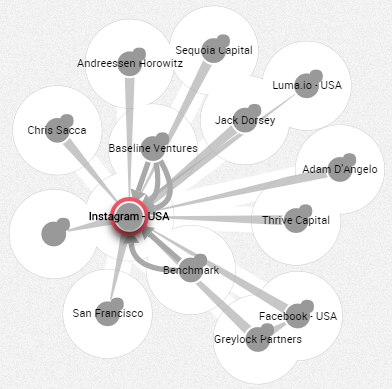 Sequoia Capital
Andreessen Horowitz
Luma.io - USA
Jack Dorsey
Chris Sacca
Baseline Ventures
Adam D'Angelo
Instagram - USA
Thrive Capital
Benchmark
San Francisco
Facebook - USA
Greylock Partners